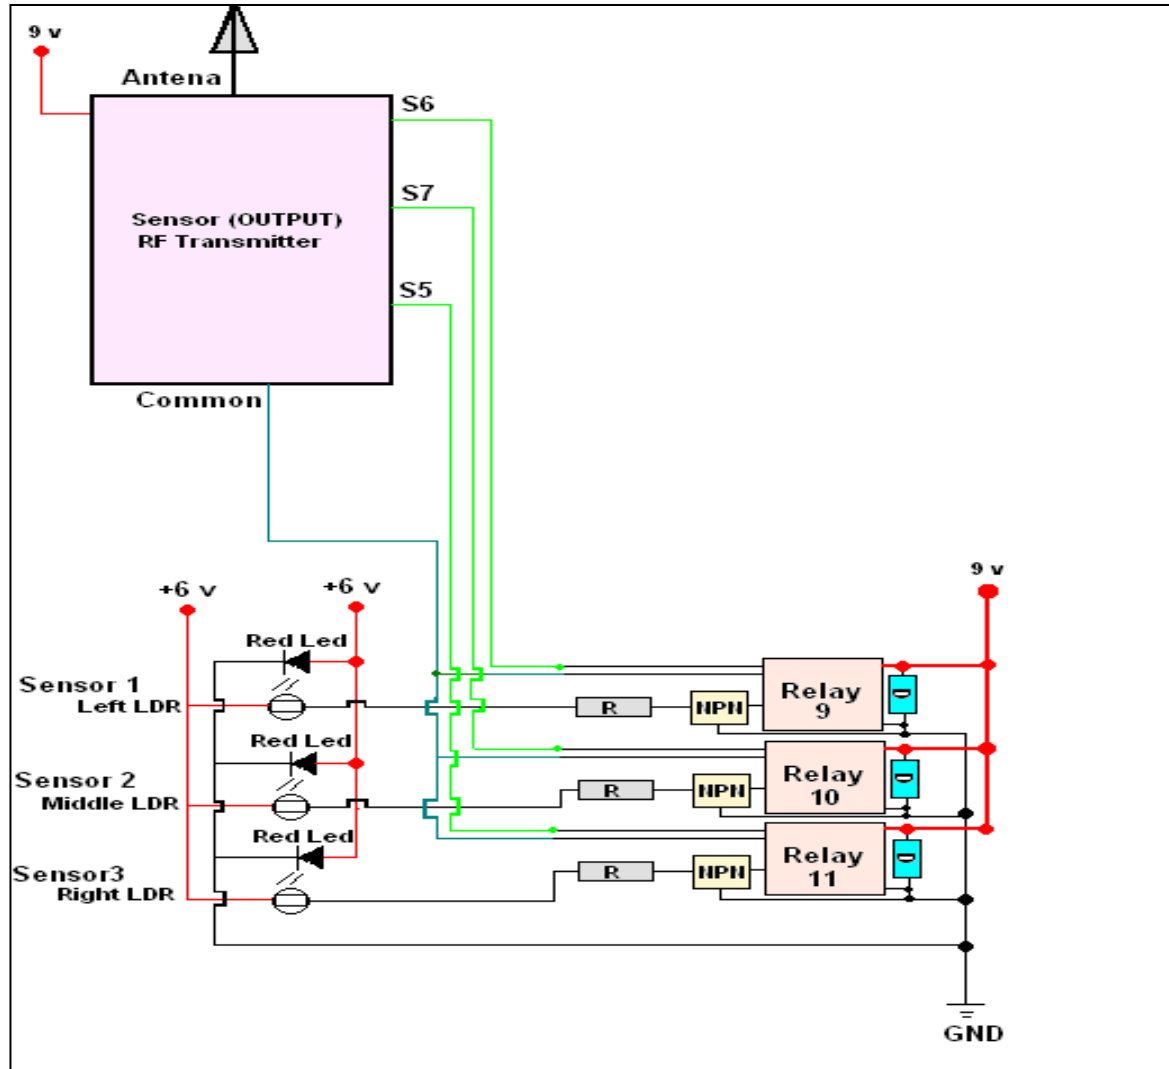 9 v
Antena
S6
S7
Sensor (OUTPUT)
RF Transmitter
S5
Common
+6 v
+6 v
9 v
Red Led
Sensor 1
Left LDR
R
NPN
Relay
9
D
Red Led
Sensor 2
Middle LDR
R
NPN
Relay
10
D
Red Led
Sensor3
Right LDR
R
NPN
Relay
11
D
GND